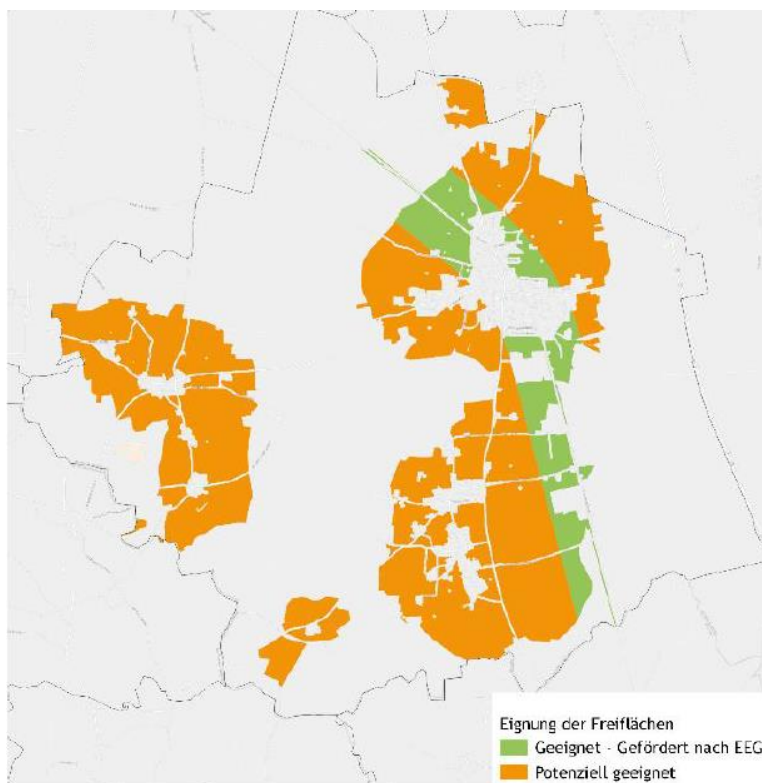 Eignung der Freiflächen
Geeignet - Gefördert nach EEG
Potenziell geeignet